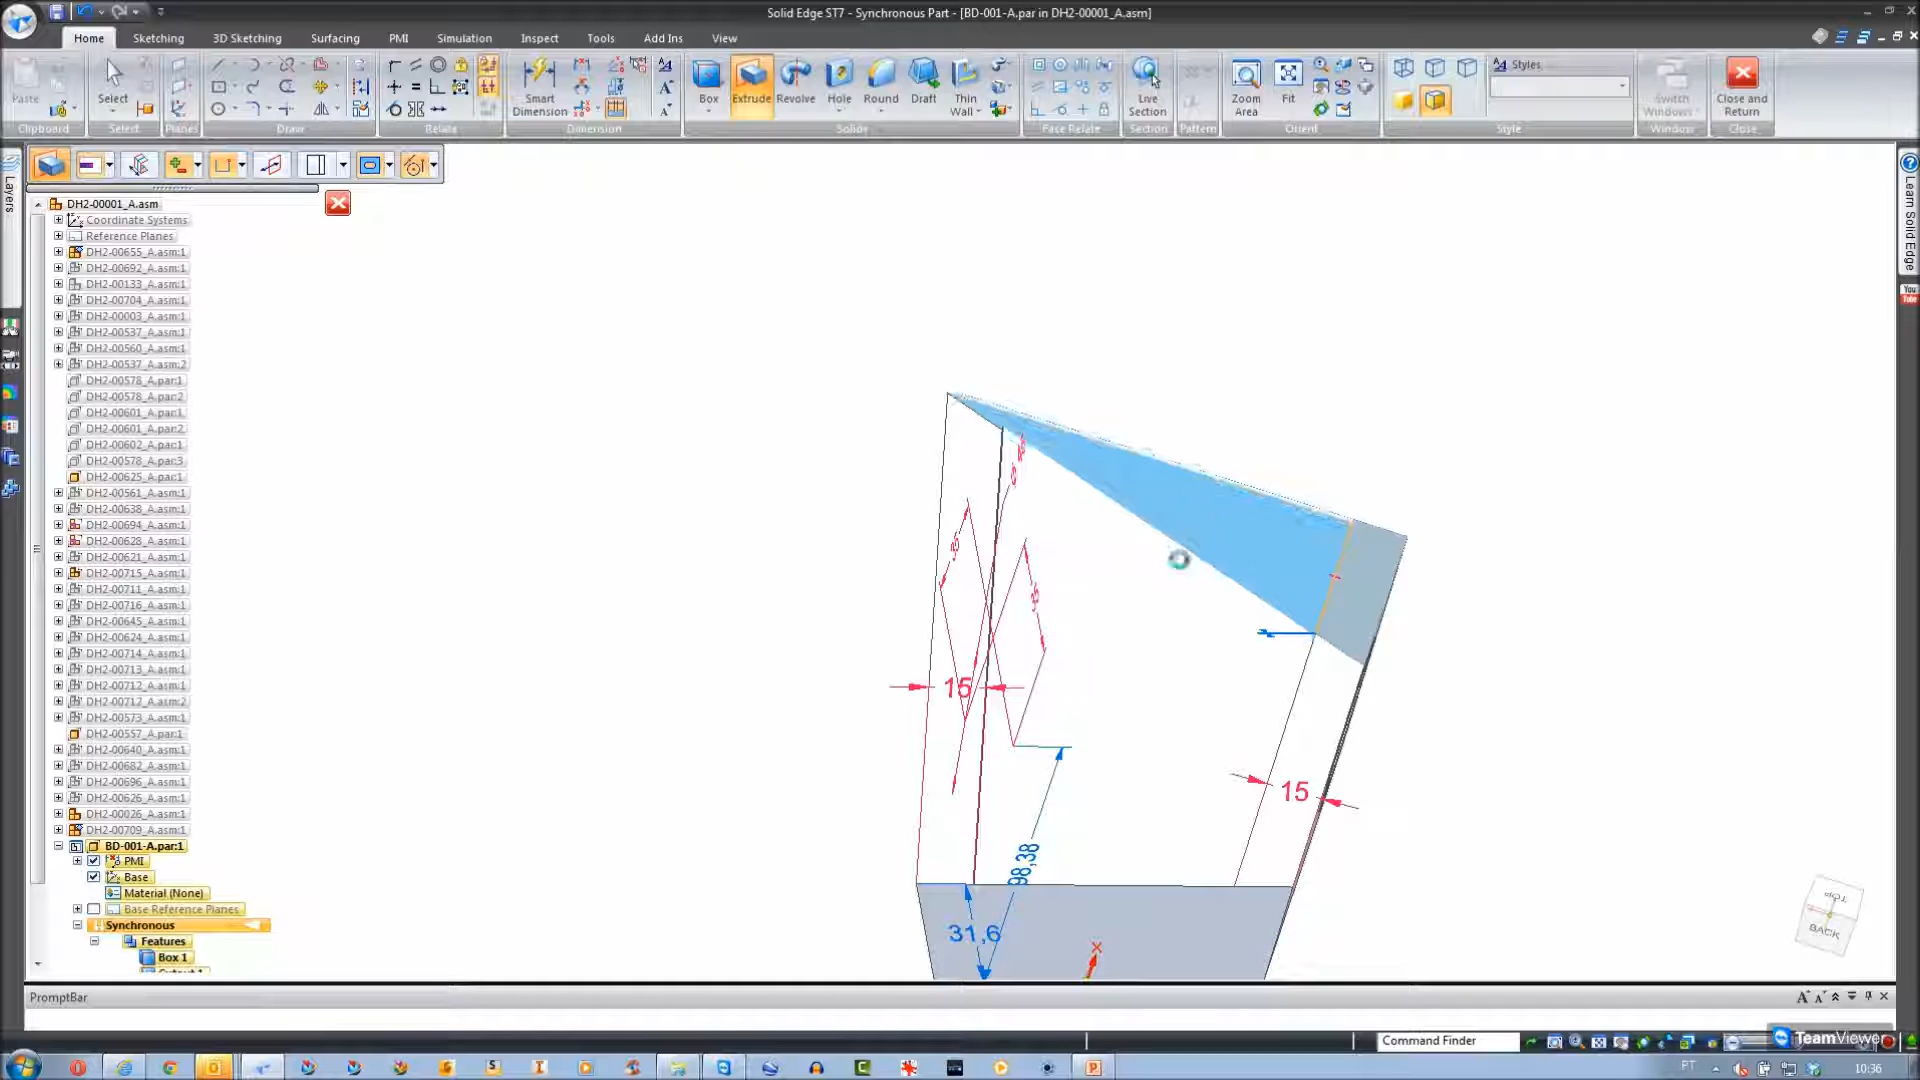 Solid Edge ST7 - Synchronous Part - [BD-001-A.par in DH2-00001_A.asm]
Home Sketching 3D Sketching Surfacing PMI Simulation Inspect Tools Add Ins View
Paste
Select
Smart Dimension
Box
Extrude
Revolve
Hole
Round
Draft
Thin Wall
Live Section
Zoom Area
Fit
Styles
Switch Windows
Close and Return
Clipboard Select Planes Draw Relate Dimension Solids Face Relate Section Pattern Orient Style Window Close
Layers
Learn Solid Edge
You Tube
DH2-00001_A.asm
Coordinate Systems
Reference Planes
DH2-00655_A.asm:1
DH2-00692_A.asm:1
DH2-00133_A.asm:1
DH2-00704_A.asm:1
DH2-00003_A.asm:1
DH2-00537_A.asm:1
DH2-00560_A.asm:1
DH2-00537_A.asm:2
DH2-00578_A.par:1
DH2-00578_A.par:2
DH2-00601_A.par:1
DH2-00601_A.par:2
DH2-00602_A.par:1
DH2-00578_A.par:3
DH2-00625_A.par:1
DH2-00561_A.asm:1
DH2-00638_A.asm:1
DH2-00694_A.asm:1
DH2-00628_A.asm:1
DH2-00621_A.asm:1
DH2-00715_A.asm:1
DH2-00711_A.asm:1
DH2-00716_A.asm:1
DH2-00645_A.asm:1
DH2-00624_A.asm:1
DH2-00714_A.asm:1
DH2-00713_A.asm:1
DH2-00712_A.asm:1
DH2-00712_A.asm:2
DH2-00573_A.asm:1
DH2-00557_A.par:1
DH2-00640_A.asm:1
DH2-00682_A.asm:1
DH2-00696_A.asm:1
DH2-00626_A.asm:1
DH2-00026_A.asm:1
DH2-00709_A.asm:1
BD-001-A.par:1
PMI
Base
Material (None)
Base Reference Planes
Synchronous
Features
Box 1
15
15
98,38
31,6
X
TOP
BACK
PromptBar
Command Finder
TeamViewer
PT
10:36